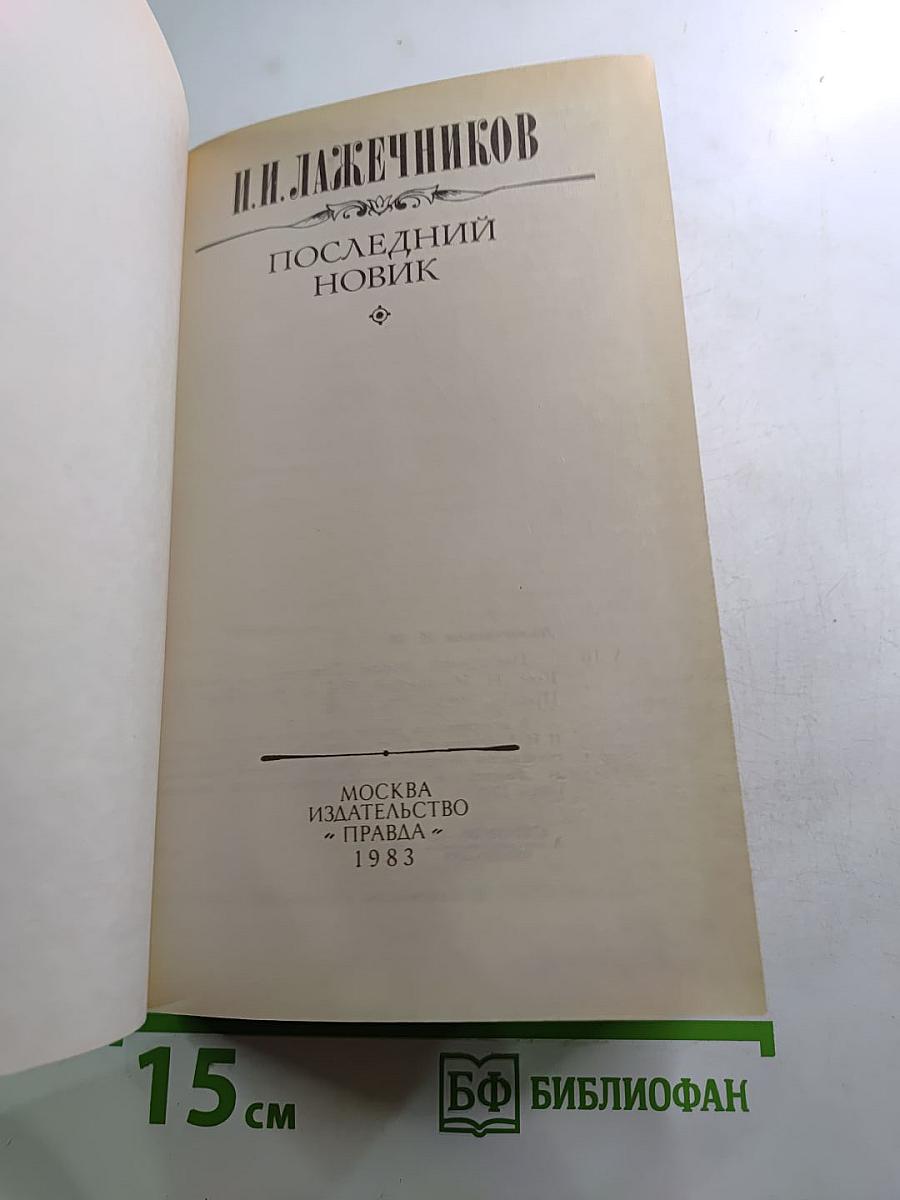 И.И.ЛАЖЕЧНИКОВ
ПОСЛЕДНИЙ
НОВИК
МОСКВА
ИЗДАТЕЛЬСТВО
„ ПРАВДА “
1983
15 см
БФ БИБЛИОФАН